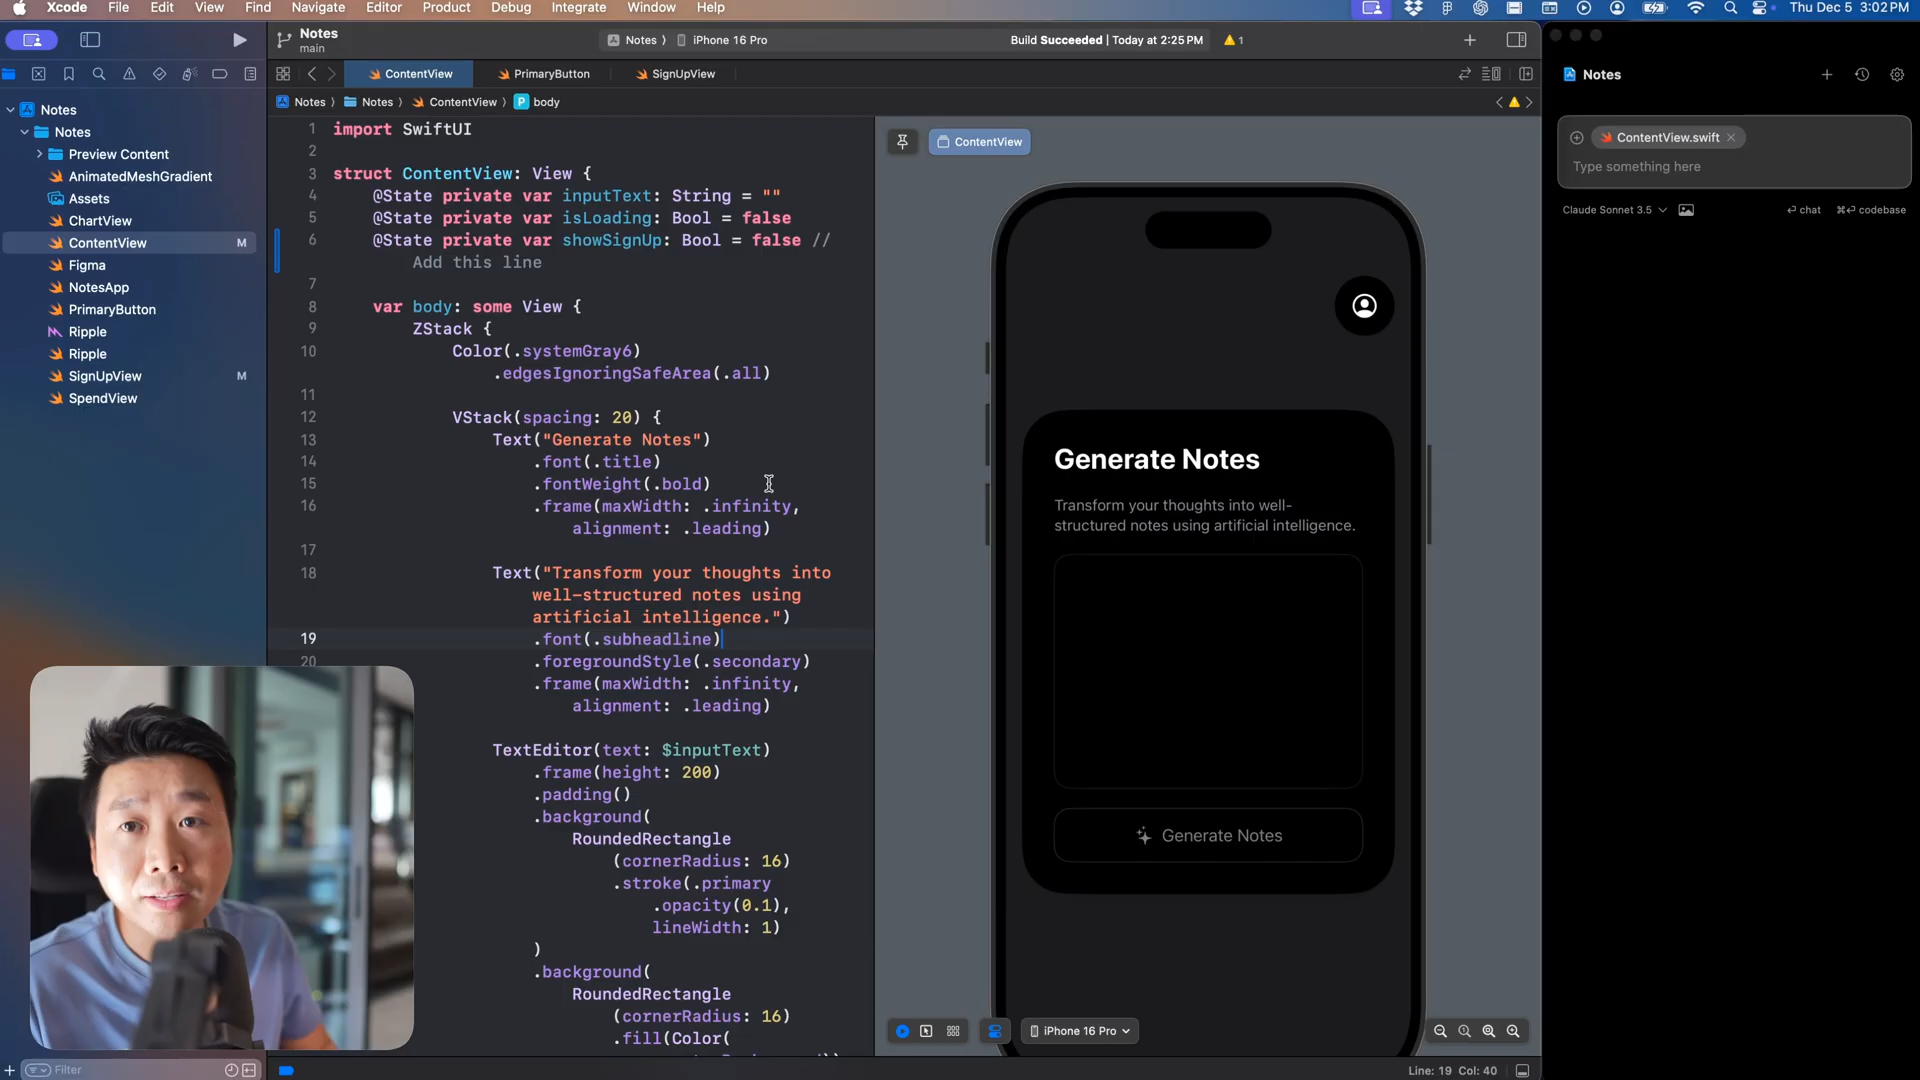 Xcode File Edit View Find Navigate Editor Product Debug Integrate Window Help
Thu Dec 5 3:02 PM
Notes
main
Notes
iPhone 16 Pro
Build Succeeded | Today at 2:25 PM
1
ContentView
PrimaryButton
SignUpView
Notes
Notes
ContentView
P body
Notes
Notes
Preview Content
AnimatedMeshGradient
Assets
ChartView
ContentView M
Figma
NotesApp
PrimaryButton
Ripple
Ripple
SignUpView M
SpendView
Filter
1 import SwiftUI
2
3 struct ContentView: View {
4 @State private var inputText: String = ""
5 @State private var isLoading: Bool = false
6 @State private var showSignUp: Bool = false //
Add this line
7
8 var body: some View {
9 ZStack {
10 Color(.systemGray6)
.edgesIgnoringSafeArea(.all)
11
12 VStack(spacing: 20) {
13 Text("Generate Notes")
14 .font(.title)
15 .fontWeight(.bold)
16 .frame(maxWidth: .infinity,
alignment: .leading)
17
18 Text("Transform your thoughts into
well-structured notes using
artificial intelligence.")
19 .font(.subheadline)
20 .foregroundStyle(.secondary)
.frame(maxWidth: .infinity,
alignment: .leading)
TextEditor(text: $inputText)
.frame(height: 200)
.padding()
.background(
RoundedRectangle
(cornerRadius: 16)
.stroke(.primary
.opacity(0.1),
lineWidth: 1)
)
.background(
RoundedRectangle
(cornerRadius: 16)
.fill(Color(
ContentView
Generate Notes
Transform your thoughts into well-
structured notes using artificial intelligence.
Generate Notes
iPhone 16 Pro
Line: 19 Col: 40
Notes
ContentView.swift
Type something here
Claude Sonnet 3.5
chat
codebase